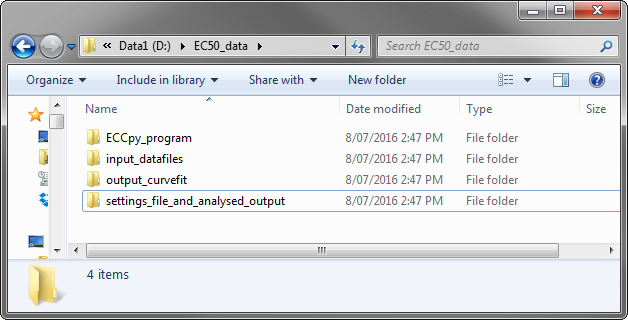 Data1 (D:) EC50_data Search EC50_data
Organize Include in library Share with New folder
Name Date modified Type Size
ECCpy_program 8/07/2016 2:47 PM File folder
input_datafiles 8/07/2016 2:47 PM File folder
output_curvefit 8/07/2016 2:47 PM File folder
settings_file_and_analysed_output 8/07/2016 2:47 PM File folder
4 items